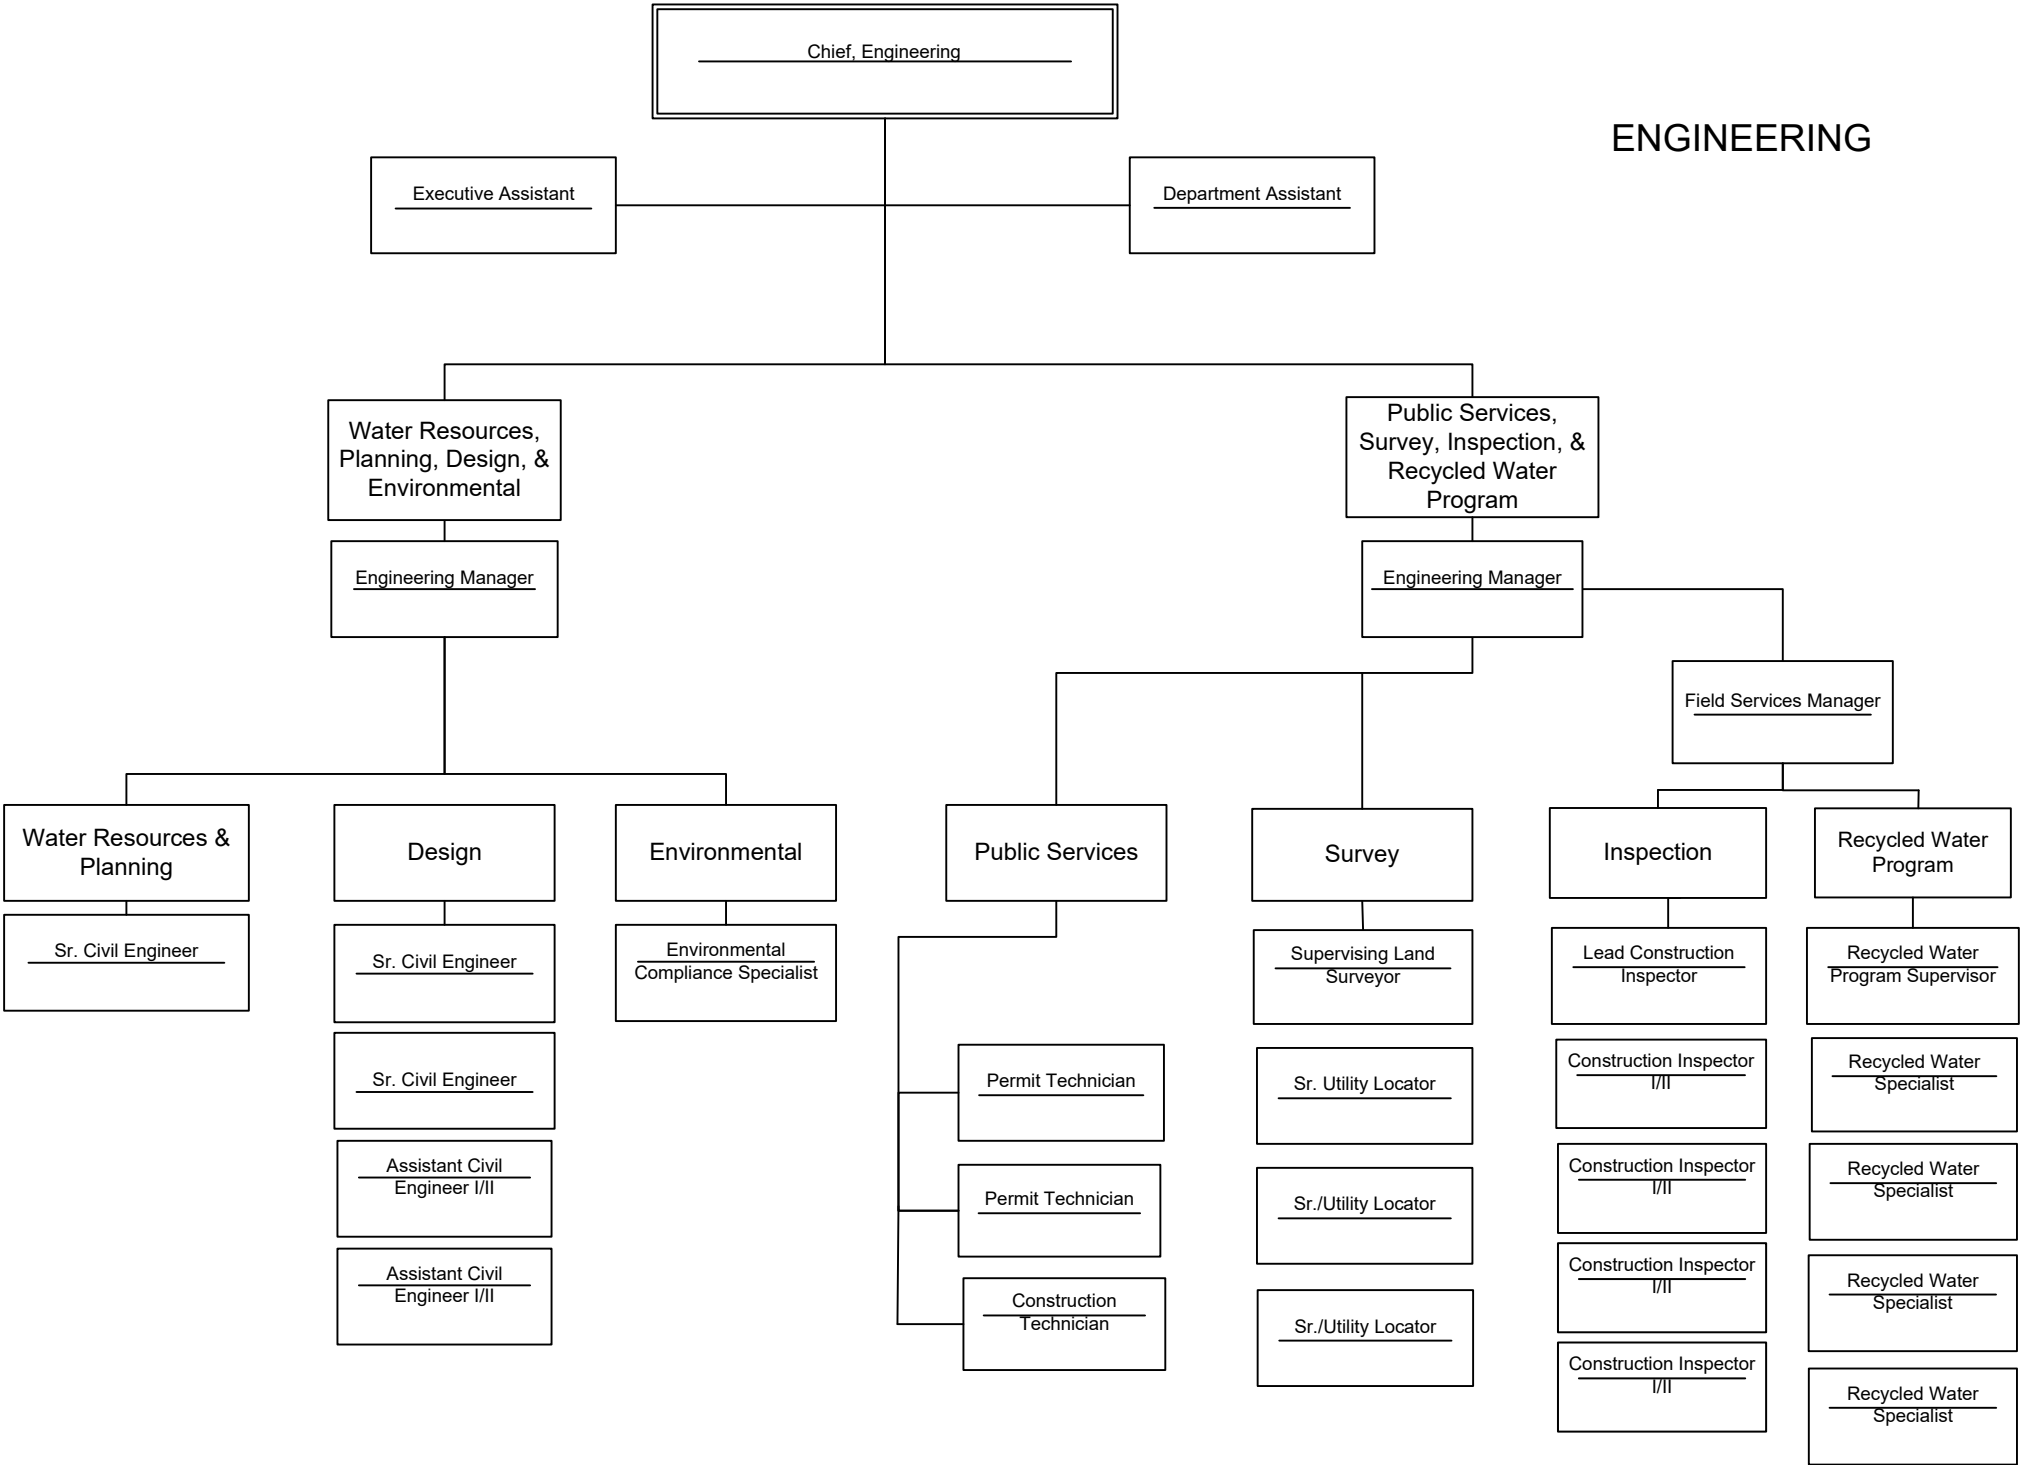 Chief, Engineering
ENGINEERING
Executive Assistant
Department Assistant
Water Resources,
Planning, Design, &
Environmental
Public Services,
Survey, Inspection, &
Recycled Water
Program
Engineering Manager
Engineering Manager
Field Services Manager
Water Resources &
Planning
Design
Environmental
Public Services
Survey
Inspection
Recycled Water
Program
Sr. Civil Engineer
Sr. Civil Engineer
Sr. Civil Engineer
Assistant Civil
Engineer I/II
Assistant Civil
Engineer I/II
Environmental
Compliance Specialist
Permit Technician
Permit Technician
Construction
Technician
Supervising Land
Surveyor
Sr. Utility Locator
Sr./Utility Locator
Sr./Utility Locator
Lead Construction
Inspector
Construction Inspector
I/II
Construction Inspector
I/II
Construction Inspector
I/II
Construction Inspector
I/II
Recycled Water
Program Supervisor
Recycled Water
Specialist
Recycled Water
Specialist
Recycled Water
Specialist
Recycled Water
Specialist